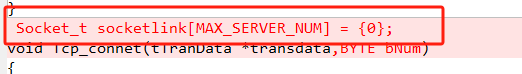 }
Socket_t socketlink[MAX_SERVER_NUM] = {0};
void Tcp_connet(tTranData *transdata,BYTE bNum)
{